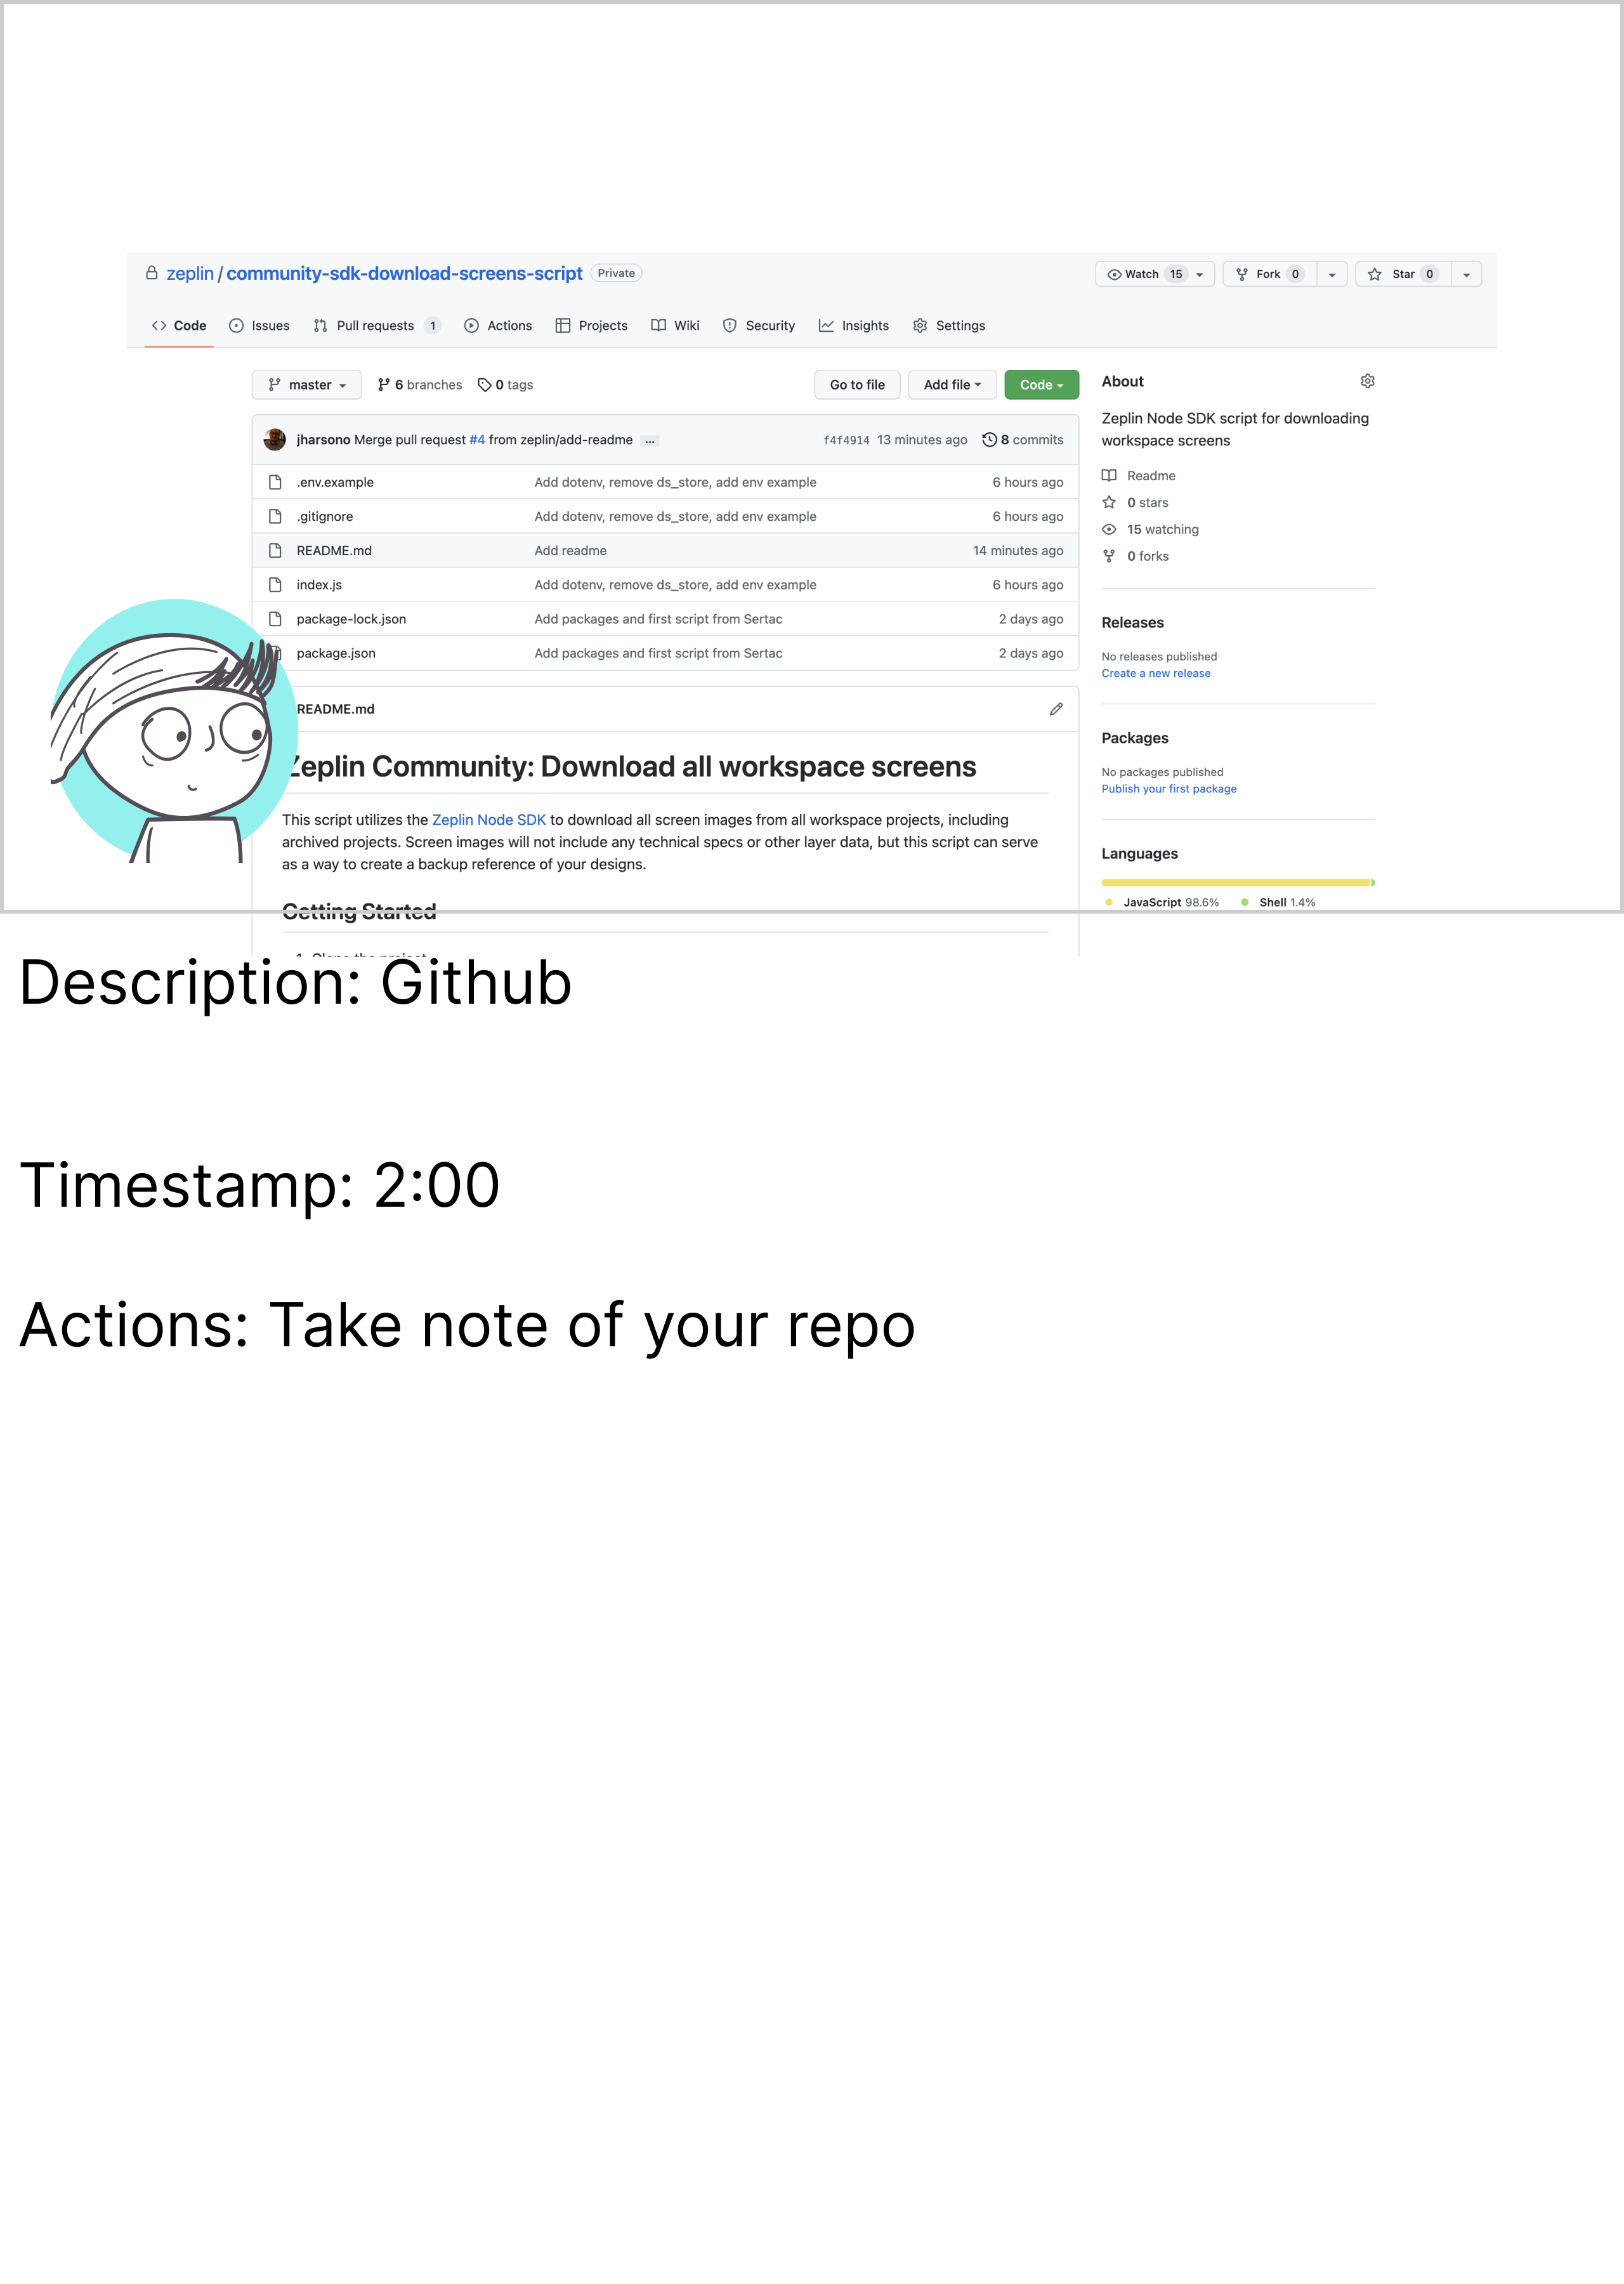 zeplin / community-sdk-download-screens-script Private
Watch 15 Fork 0 Star 0
Code Issues Pull requests 1 Actions Projects Wiki Security Insights Settings
master 6 branches 0 tags Go to file Add file Code
jharsono Merge pull request #4 from zeplin/add-readme ... f4f4914 13 minutes ago 8 commits
.env.example Add dotenv, remove ds_store, add env example 6 hours ago
.gitignore Add dotenv, remove ds_store, add env example 6 hours ago
README.md Add readme 14 minutes ago
index.js Add dotenv, remove ds_store, add env example 6 hours ago
package-lock.json Add packages and first script from Sertac 2 days ago
package.json Add packages and first script from Sertac 2 days ago
README.md
Zeplin Community: Download all workspace screens
This script utilizes the Zeplin Node SDK to download all screen images from all workspace projects, including
archived projects. Screen images will not include any technical specs or other layer data, but this script can serve
as a way to create a backup reference of your designs.
Getting Started
1. Clone the project
About
Zeplin Node SDK script for downloading
workspace screens
Readme
0 stars
15 watching
0 forks
Releases
No releases published
Create a new release
Packages
No packages published
Publish your first package
Languages
JavaScript 98.6% Shell 1.4%
Description: Github
Timestamp: 2:00
Actions: Take note of your repo